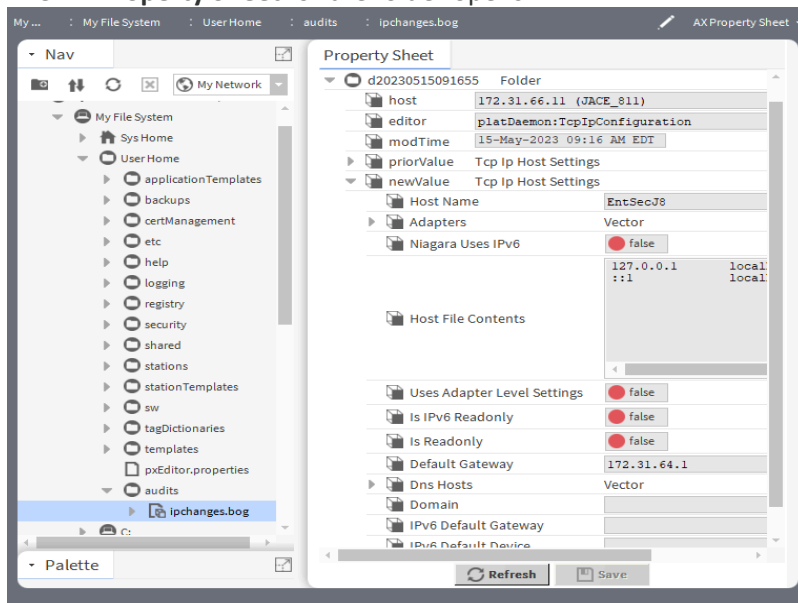 My ... : My File System : User Home : audits : ipchanges.bog AX Property Sheet
Nav
My Network
My File System
Sys Home
User Home
applicationTemplates
backups
certManagement
etc
help
logging
registry
security
shared
stations
stationTemplates
sw
tagDictionaries
templates
pxEditor.properties
audits
ipchanges.bog
C:
Palette
Property Sheet
d20230515091655 Folder
host 172.31.66.11 (JACE_811)
editor platDaemon:TcpIpConfiguration
modTime 15-May-2023 09:16 AM EDT
priorValue Tcp Ip Host Settings
newValue Tcp Ip Host Settings
Host Name EntSecJ8
Adapters Vector
Niagara Uses IPv6 false
Host File Contents
127.0.0.1 local
::1 local
Uses Adapter Level Settings false
Is IPv6 Readonly false
Is Readonly false
Default Gateway 172.31.64.1
Dns Hosts Vector
Domain
IPv6 Default Gateway
IPv6 Default Device
Refresh Save